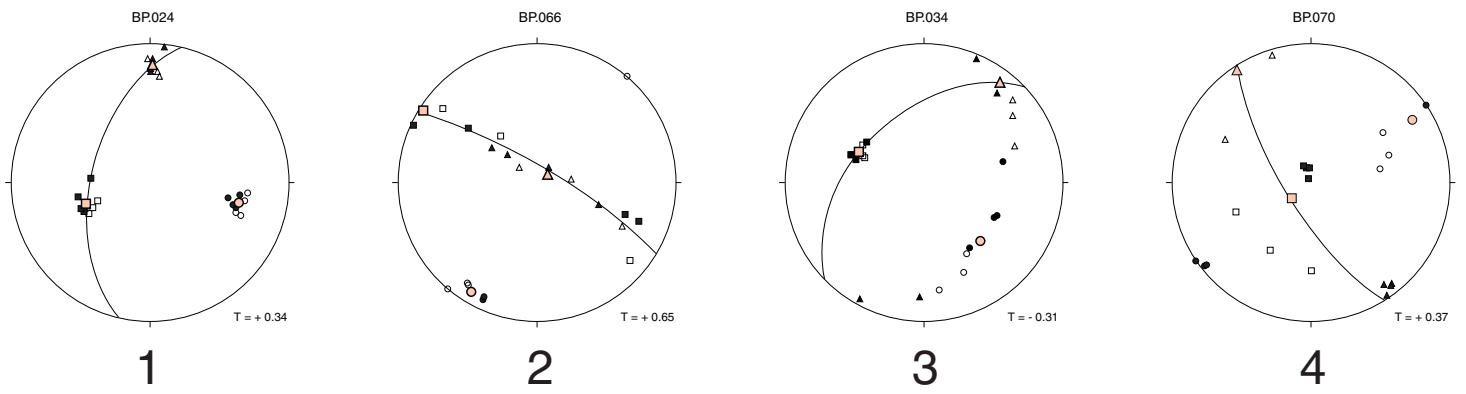 BP.024
BP.066
BP.034
BP.070
T = + 0.34
T = + 0.65
T = - 0.31
T = + 0.37
1
2
3
4